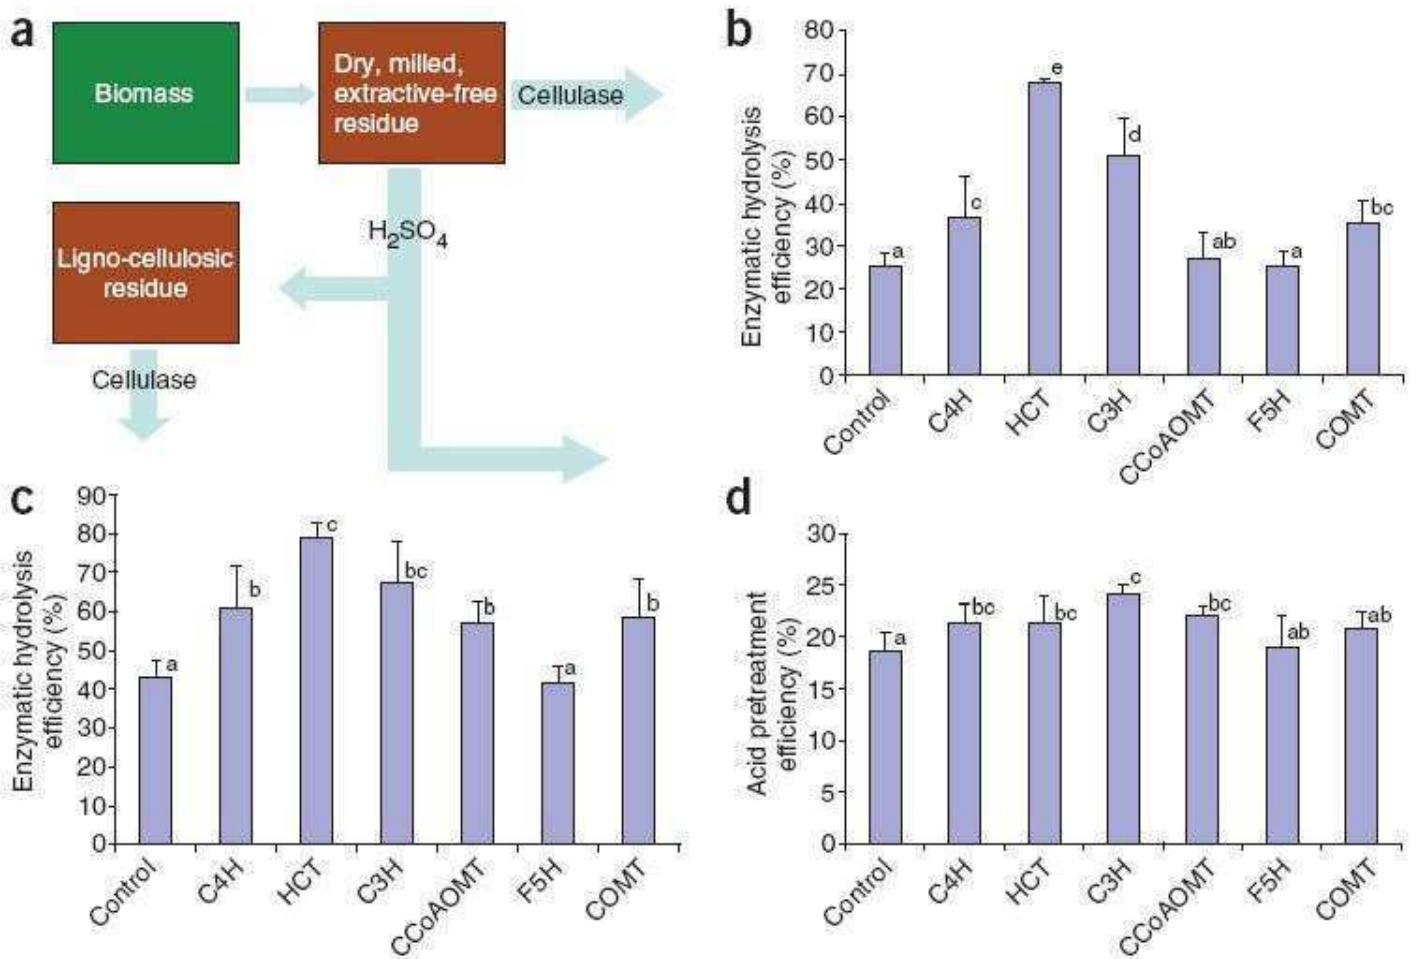 a
Biomass
Dry, milled,
extractive-free
residue
Cellulase
H2SO4
Ligno-cellulosic
residue
Cellulase
b
Enzymatic hydrolysis
efficiency (%)
80
70
60
50
40
30
20
10
0
a
c
e
d
ab
a
bc
Control
C4H
HCT
C3H
CCoAOMT
F5H
COMT
c
Enzymatic hydrolysis
efficiency (%)
90
80
70
60
50
40
30
20
10
0
a
b
c
bc
b
a
b
Control
C4H
HCT
C3H
CCoAOMT
F5H
COMT
d
Acid pretreatment
efficiency (%)
30
25
20
15
10
5
0
a
bc
bc
c
bc
ab
ab
Control
C4H
HCT
C3H
CCoAOMT
F5H
COMT